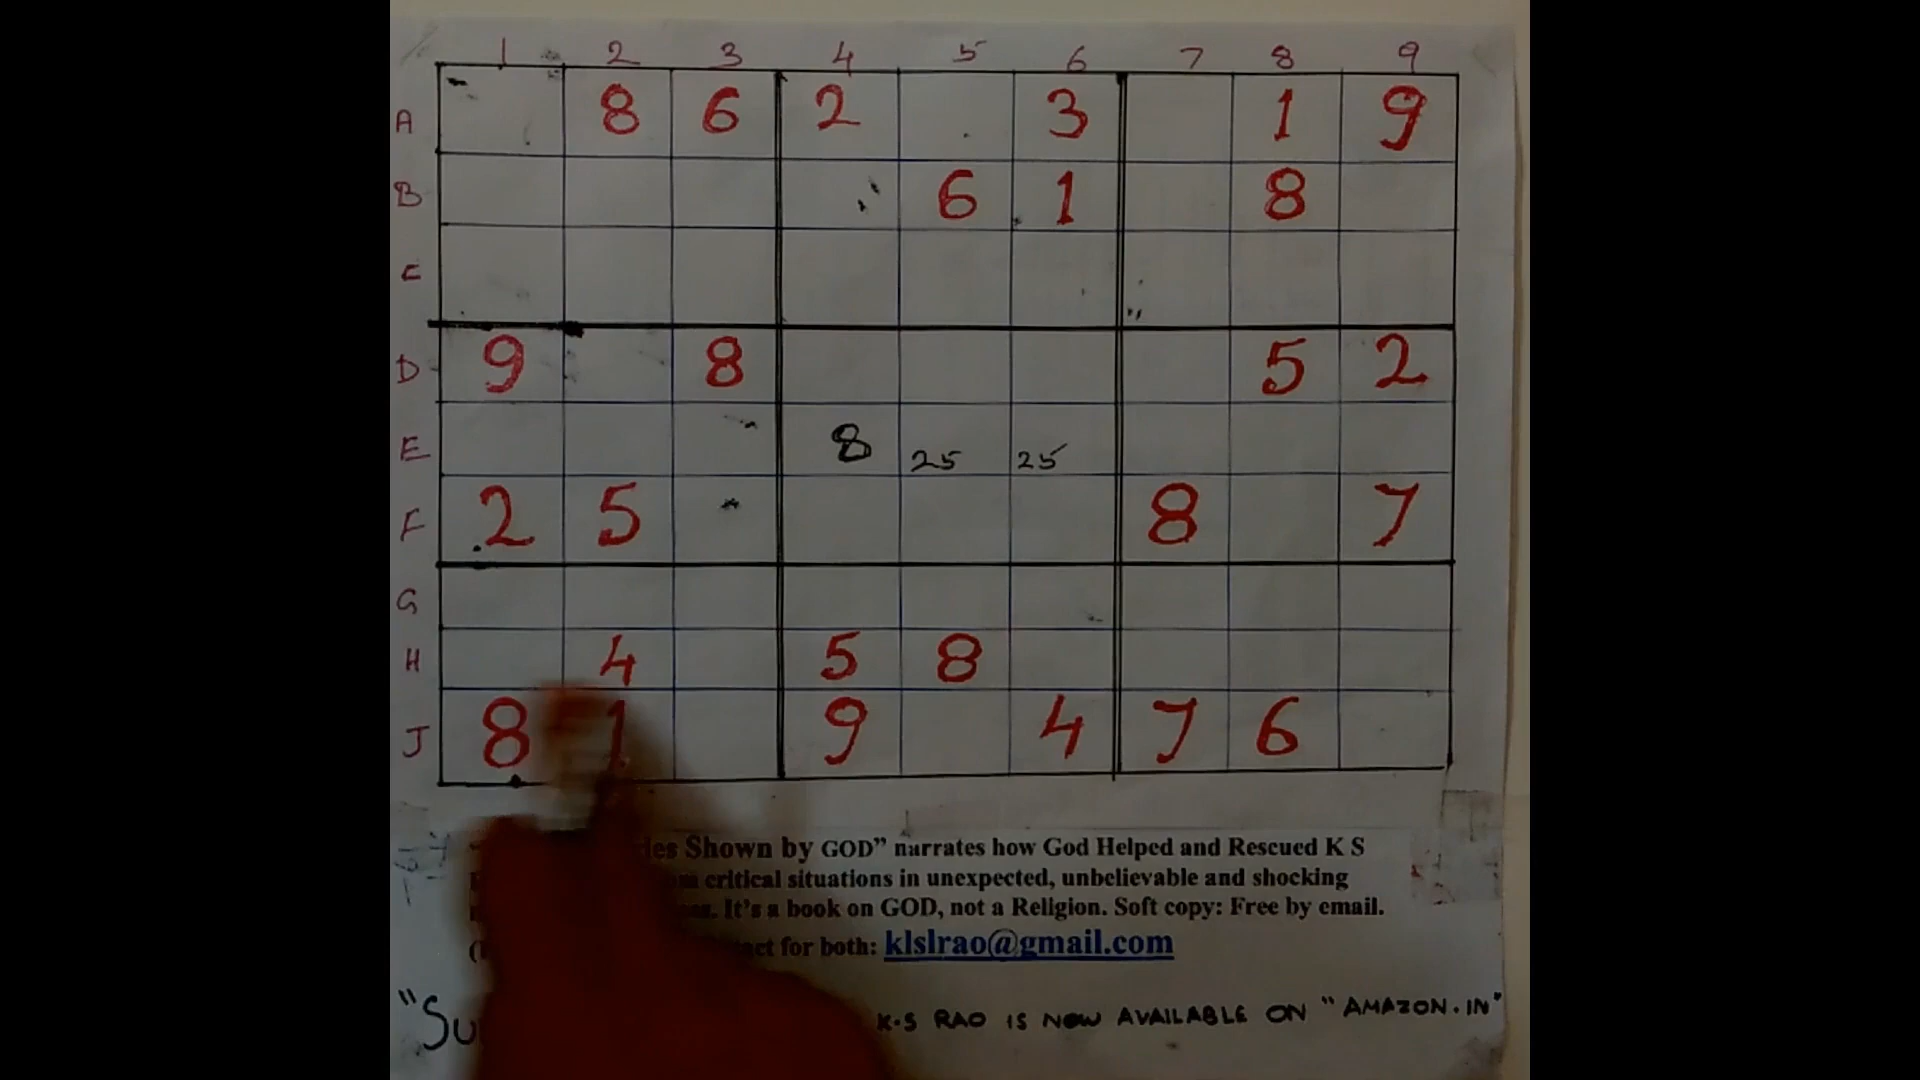 1 2 3 4 5 6 7 8 9
A 8 6 2 3 1 9
B 6 1 8
C
D 9 8 5 2
E 8 25 25
F 2 5 8 7
G
H 4 5 8
J 8 1 9 4 7 6
Shown by GOD” narrates how God Helped and Rescued K S
critical situations in unexpected, unbelievable and shocking
It’s a book on GOD, not a Religion. Soft copy: Free by email.
for both: klslrao@gmail.com
K.S RAO IS NOW AVAILABLE ON "AMAZON.IN"